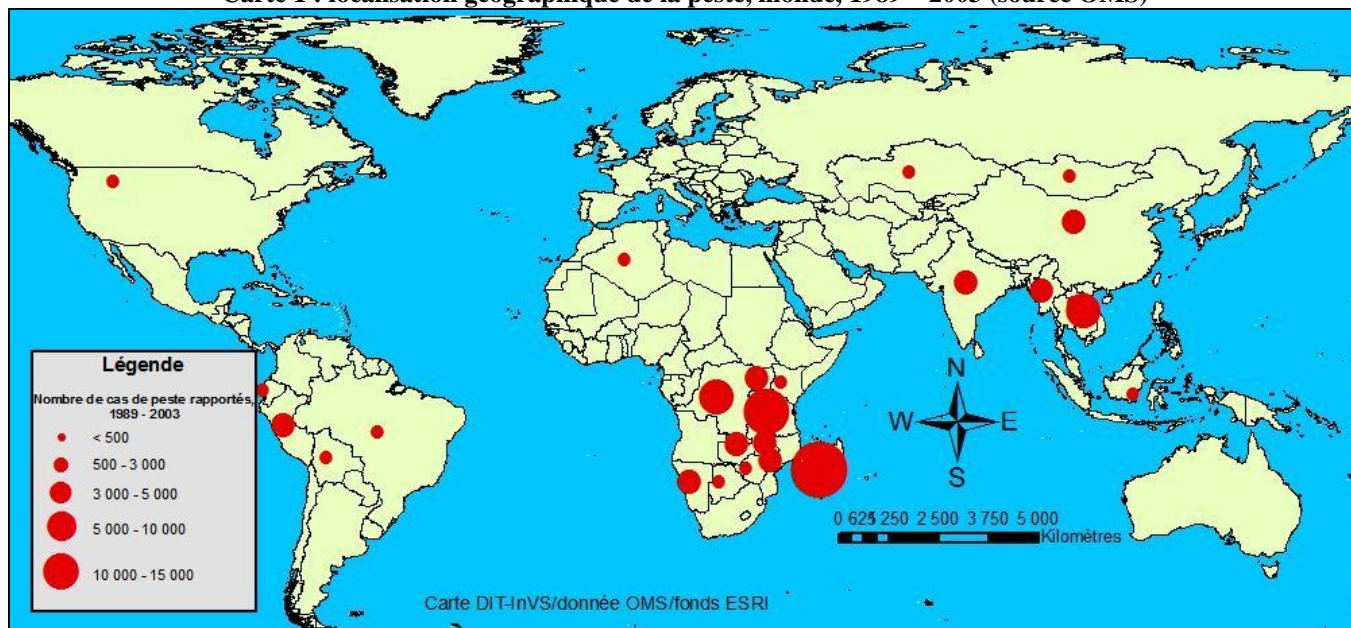 Carte 1 : localisation géographique de la peste, monde, 1989 – 2003 (source OMS)
N
W
E
S
Légende
Nombre de cas de peste rapportés,
1989 - 2003
< 500
500 - 3 000
3 000 - 5 000
5 000 - 10 000
10 000 - 15 000
0 625 1 250 2 500 3 750 5 000
Kilomètres
Carte DIT-InVS/donnée OMS/fonds ESRI